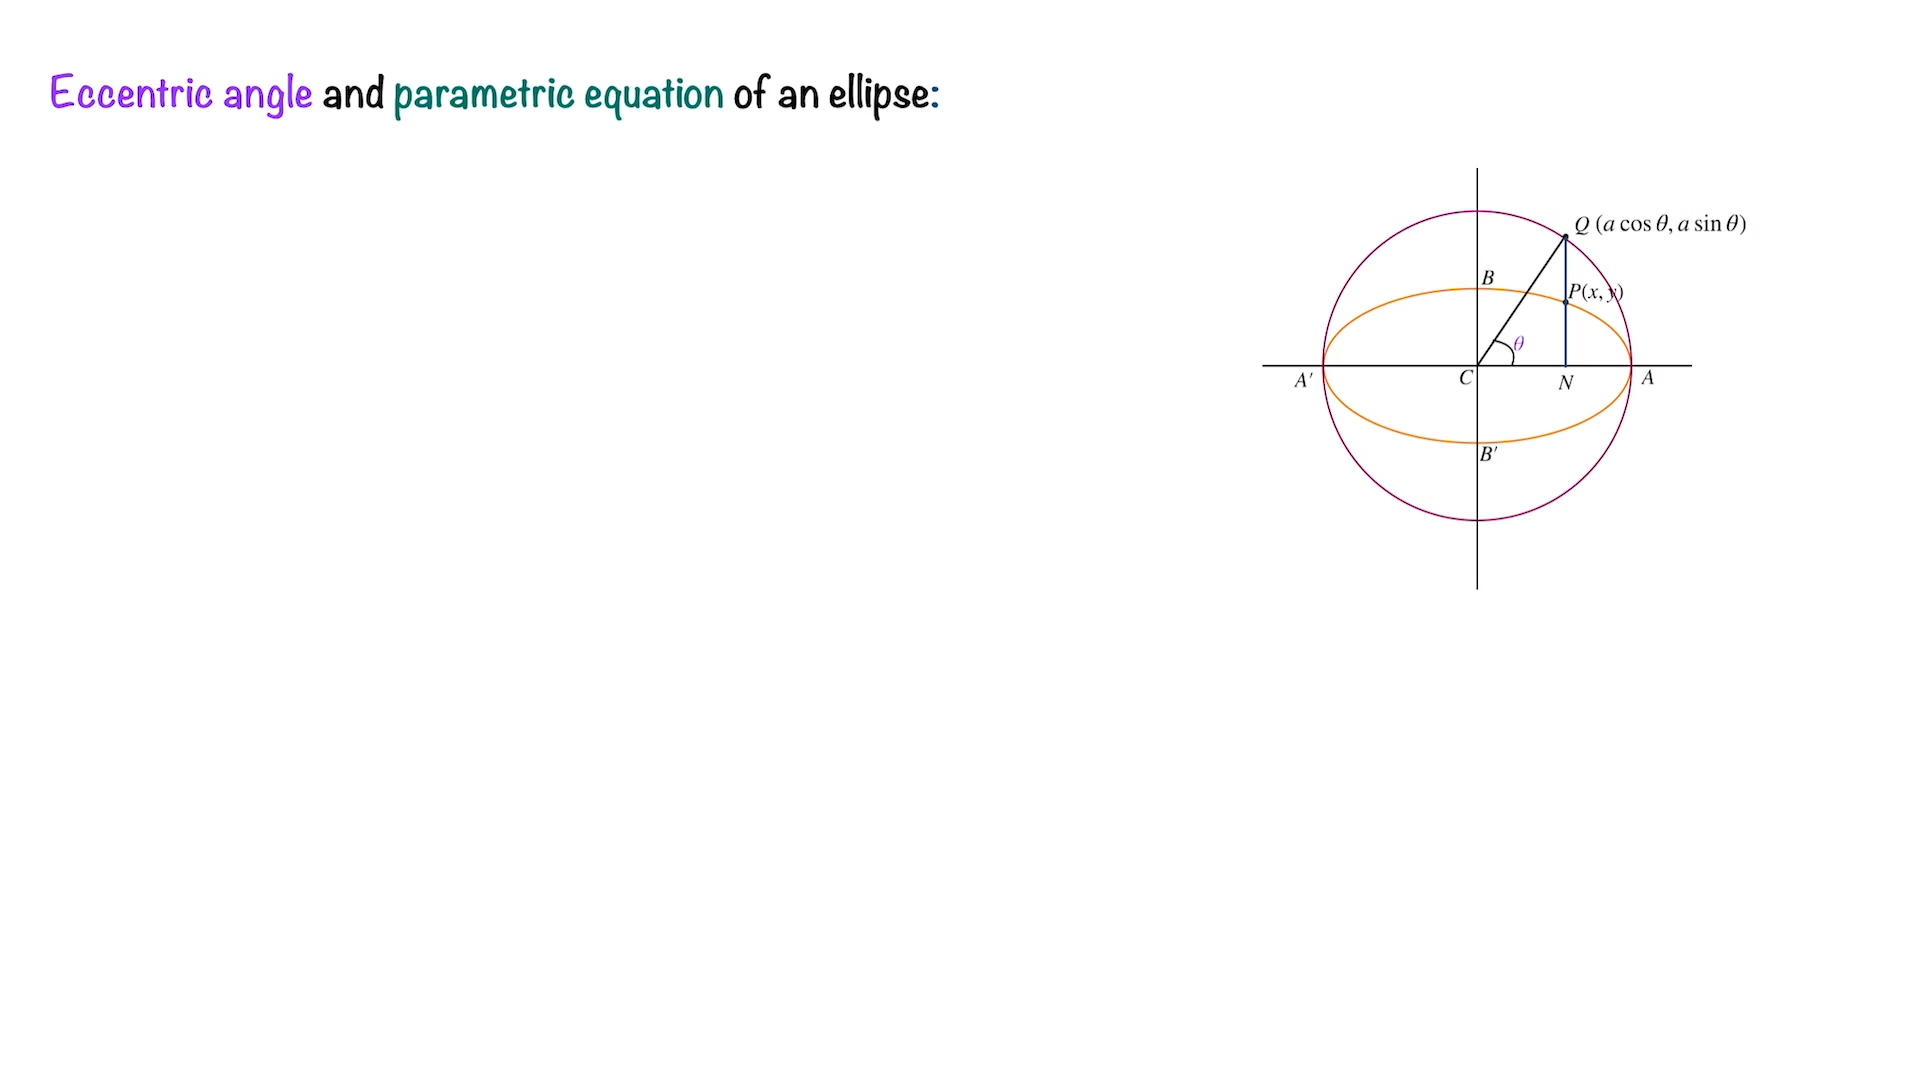 Eccentric angle and parametric equation of an ellipse:
Q (a cos θ, a sin θ)
B
P(x, y)
θ
A′
C
N
A
B′